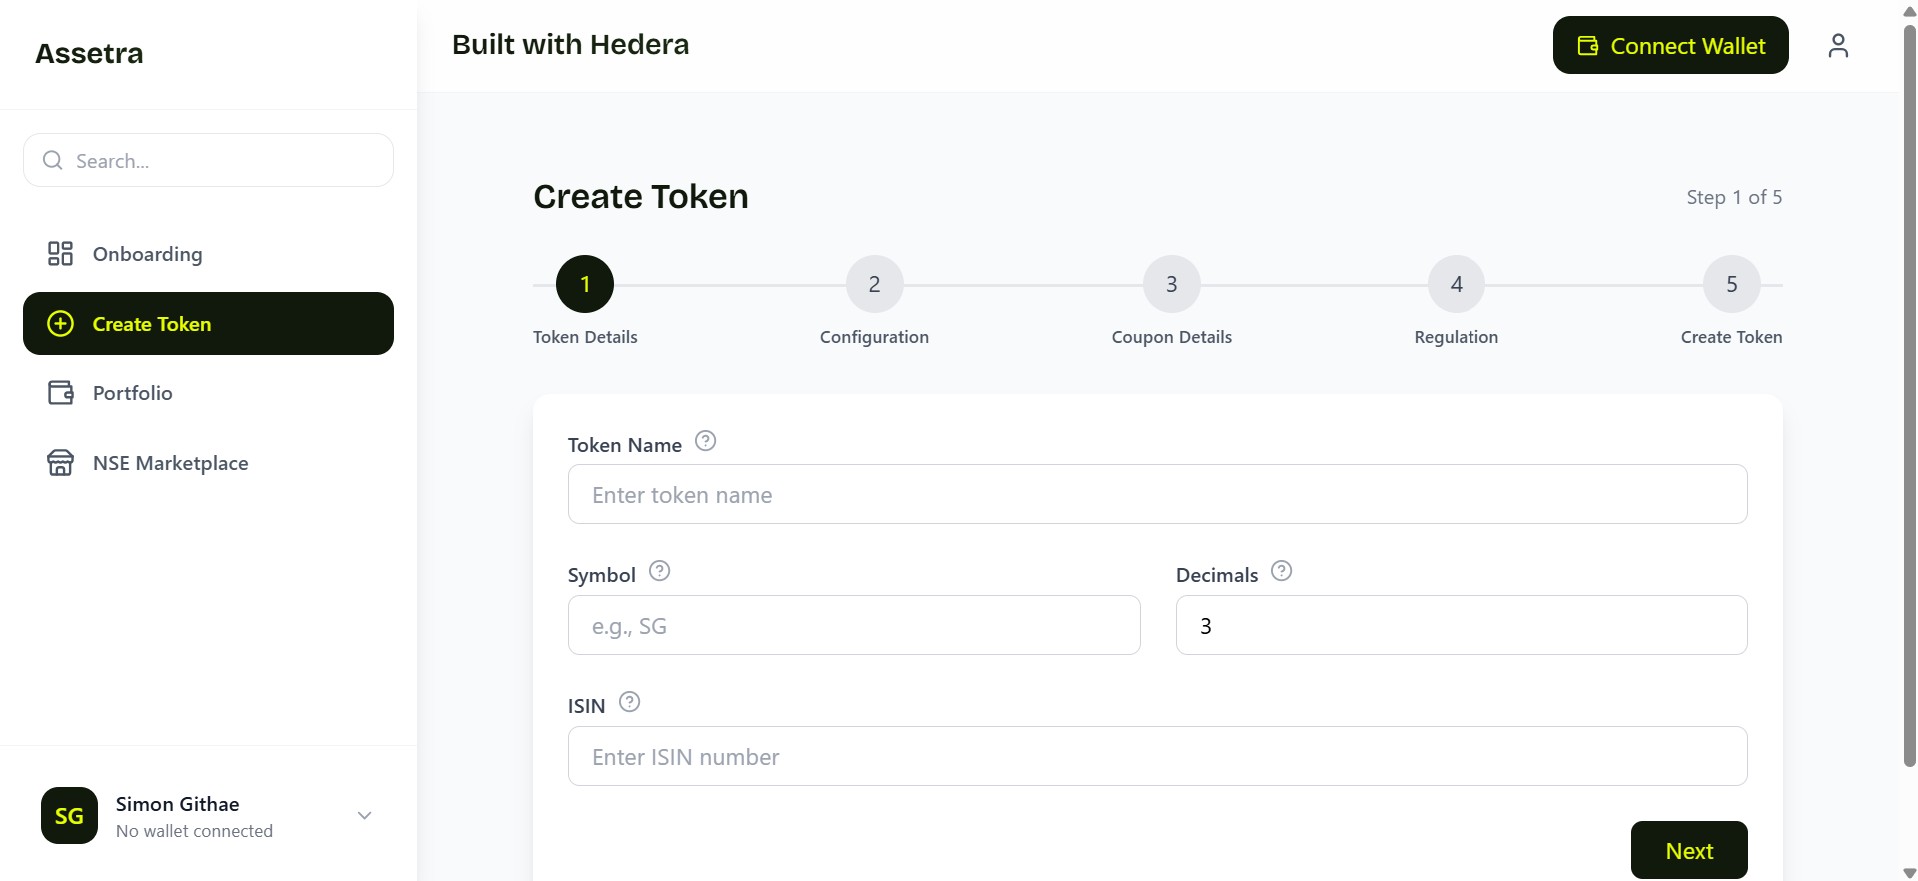 Assetra
Search...
Onboarding
Create Token
Portfolio
NSE Marketplace
SG
Simon Githae
No wallet connected
Built with Hedera
Connect Wallet
Create Token
Step 1 of 5
1
2
3
4
5
Token Details
Configuration
Coupon Details
Regulation
Create Token
Token Name ?
Enter token name
Symbol ?
e.g., SG
Decimals ?
3
ISIN ?
Enter ISIN number
Next